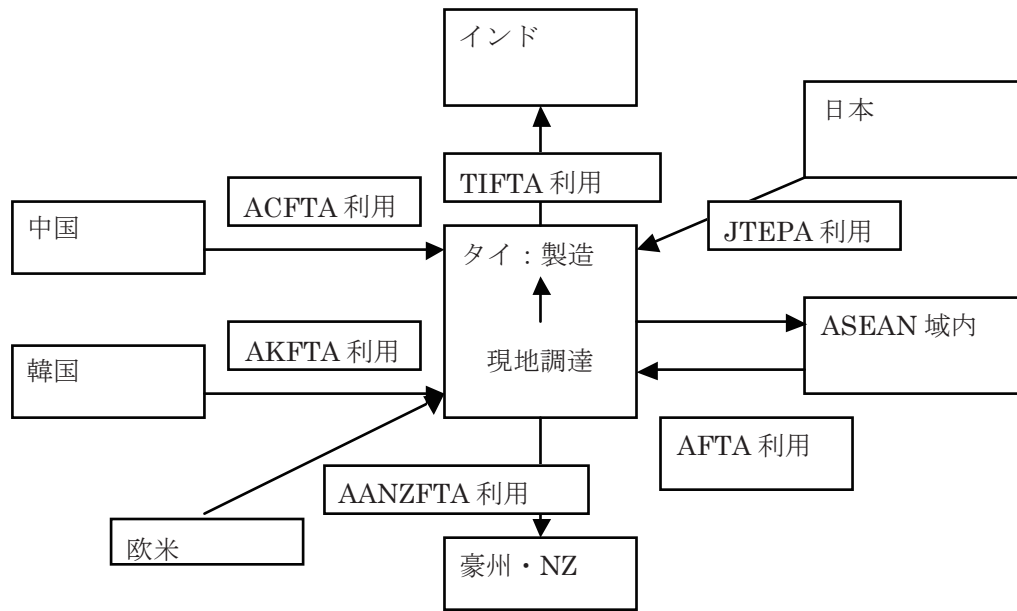 インド
日本
TIFTA 利用
ACFTA 利用
中国
JTEPA 利用
タイ：製造
ASEAN 域内
AKFTA 利用
韓国
現地調達
AFTA 利用
AANZFTA 利用
欧米
豪州・NZ